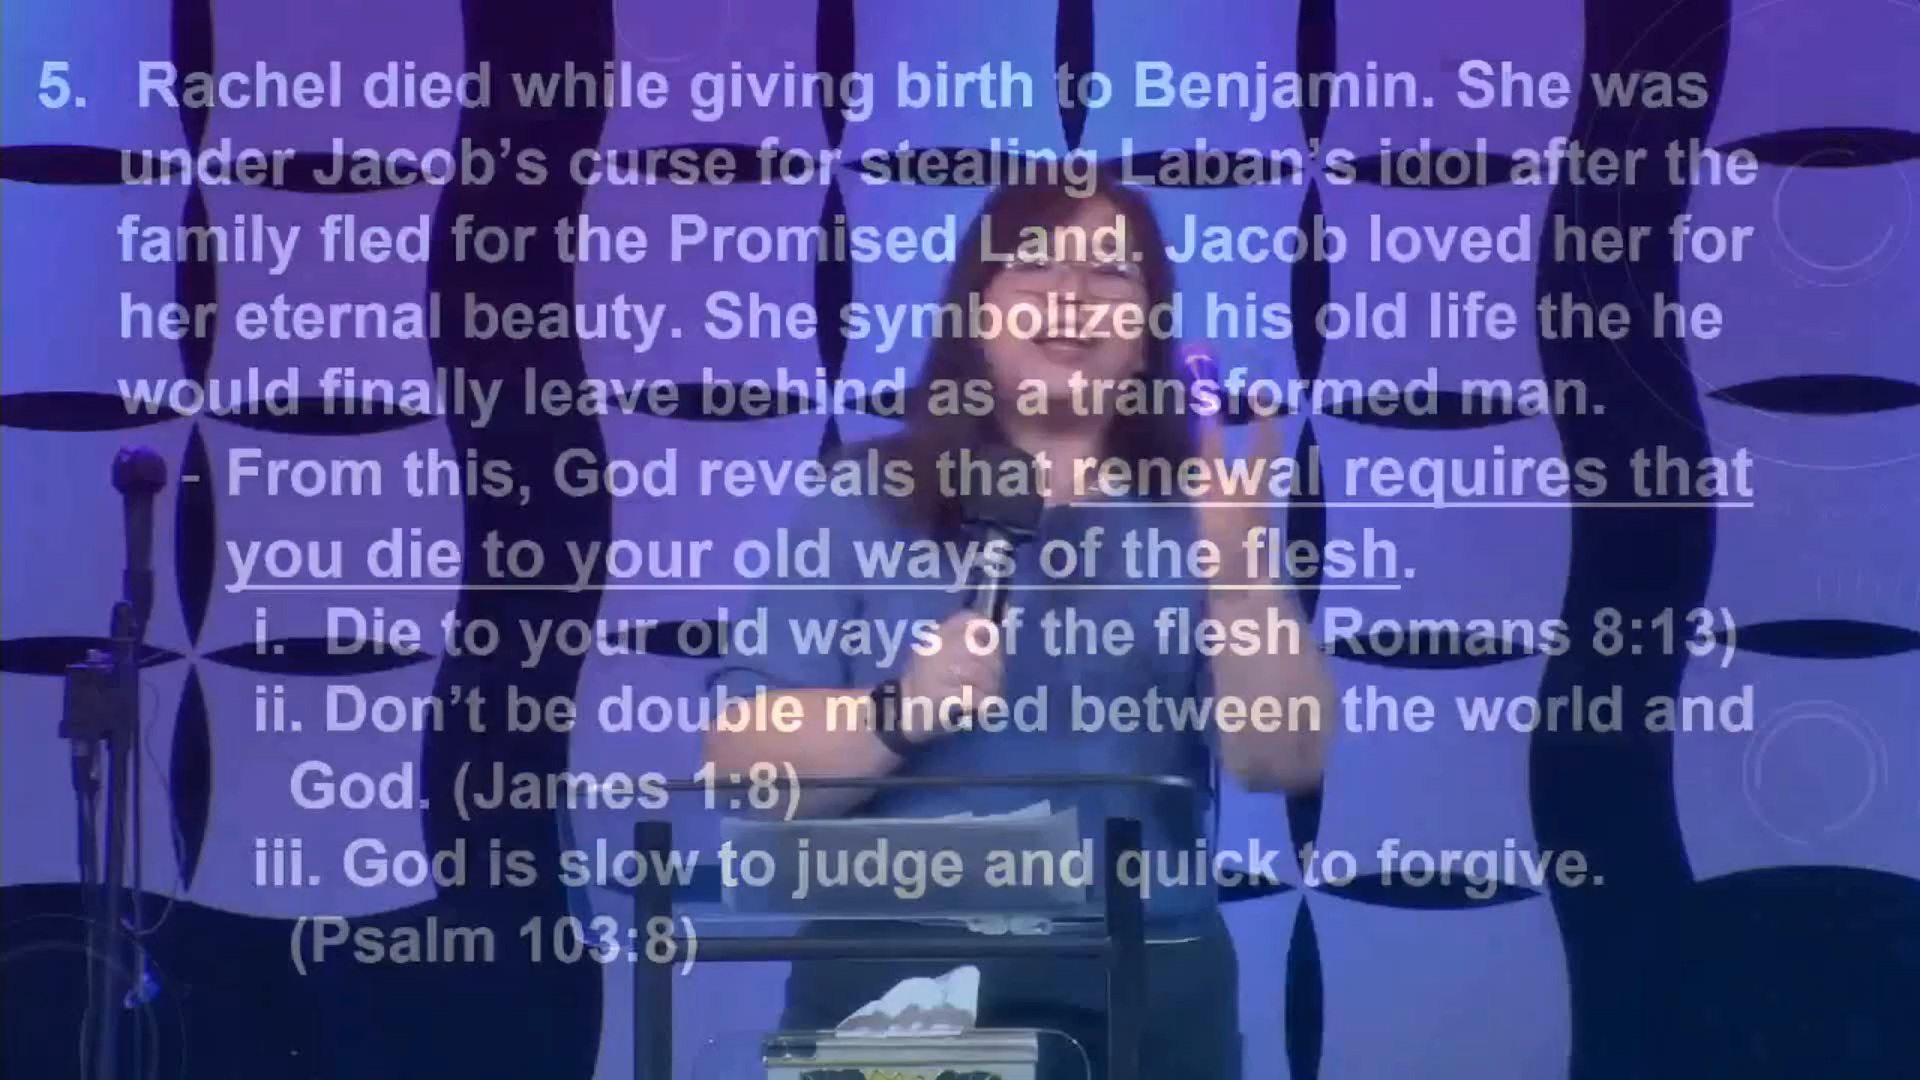 5. Rachel died while giving birth to Benjamin. She was
under Jacob’s curse for stealing Laban’s idol after the
family fled for the Promised Land. Jacob loved her for
her eternal beauty. She symbolized his old life the he
would finally leave behind as a transformed man.
- From this, God reveals that renewal requires that
you die to your old ways of the flesh.
i. Die to your old ways of the flesh Romans 8:13)
ii. Don’t be double minded between the world and
God. (James 1:8)
iii. God is slow to judge and quick to forgive.
(Psalm 103:8)